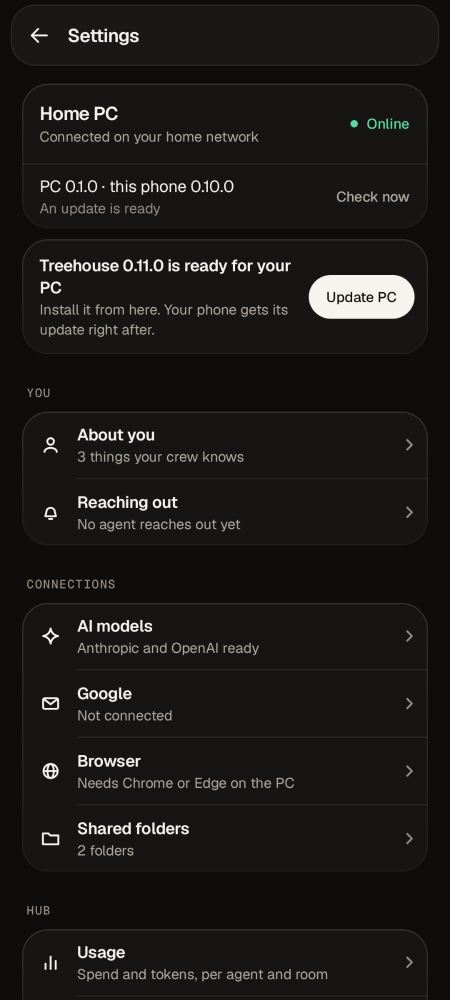 Settings
Home PC
Connected on your home network
Online
PC 0.1.0 · this phone 0.10.0
An update is ready
Check now
Treehouse 0.11.0 is ready for your
PC
Install it from here. Your phone gets its
update right after.
Update PC
YOU
About you
3 things your crew knows
Reaching out
No agent reaches out yet
CONNECTIONS
AI models
Anthropic and OpenAI ready
Google
Not connected
Browser
Needs Chrome or Edge on the PC
Shared folders
2 folders
HUB
Usage
Spend and tokens, per agent and room